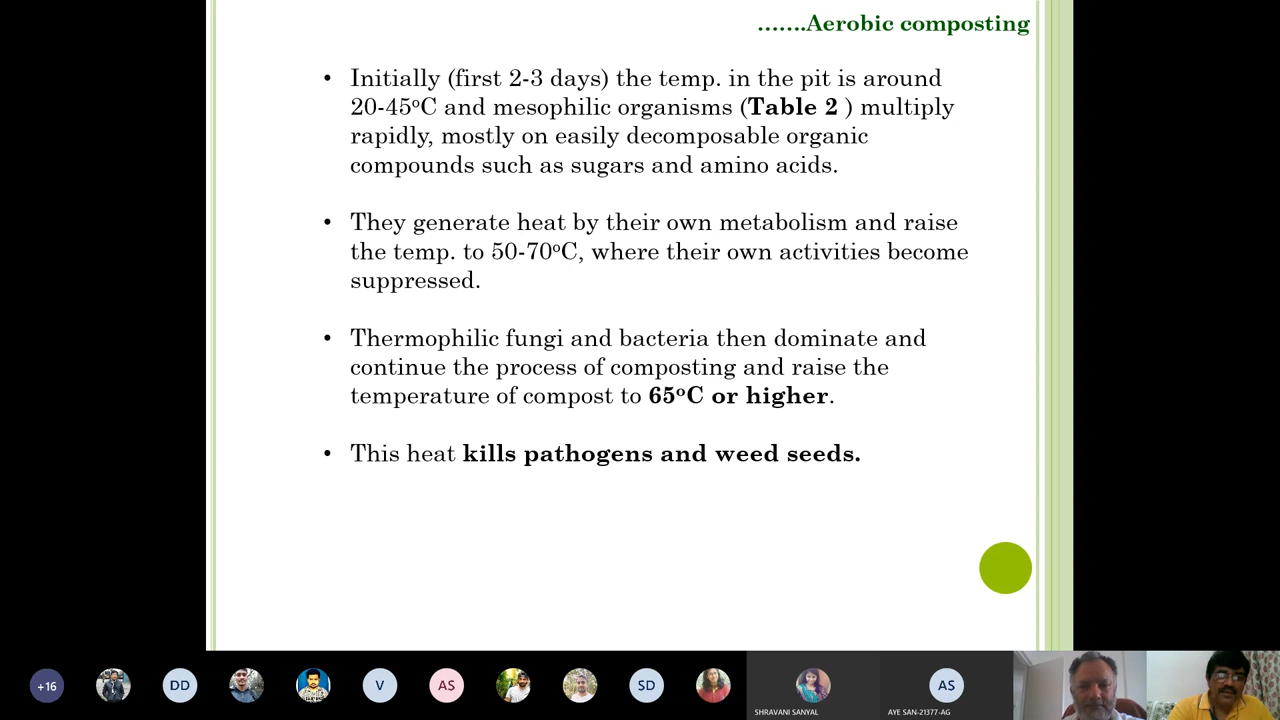 .......Aerobic composting
• Initially (first 2-3 days) the temp. in the pit is around
20-45ºC and mesophilic organisms (Table 2 ) multiply
rapidly, mostly on easily decomposable organic
compounds such as sugars and amino acids.
• They generate heat by their own metabolism and raise
the temp. to 50-70ºC, where their own activities become
suppressed.
• Thermophilic fungi and bacteria then dominate and
continue the process of composting and raise the
temperature of compost to 65ºC or higher.
• This heat kills pathogens and weed seeds.
+16
DD
V
AS
SD
AS
SHRAVANI SANYAL
AYE SAN-21377-AG